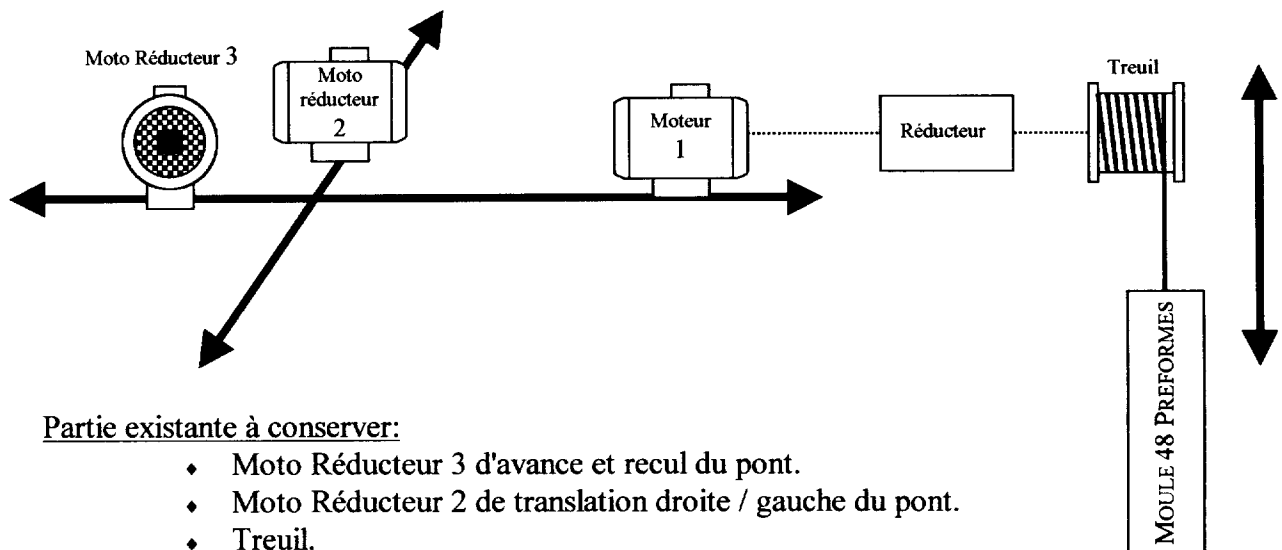 Moto Réducteur 3
Moto
réducteur
2
Moteur
1
Réducteur
Treuil
MOULE 48 PREFORMES
Partie existante à conserver:
♦ Moto Réducteur 3 d'avance et recul du pont.
♦ Moto Réducteur 2 de translation droite / gauche du pont.
♦ Treuil.